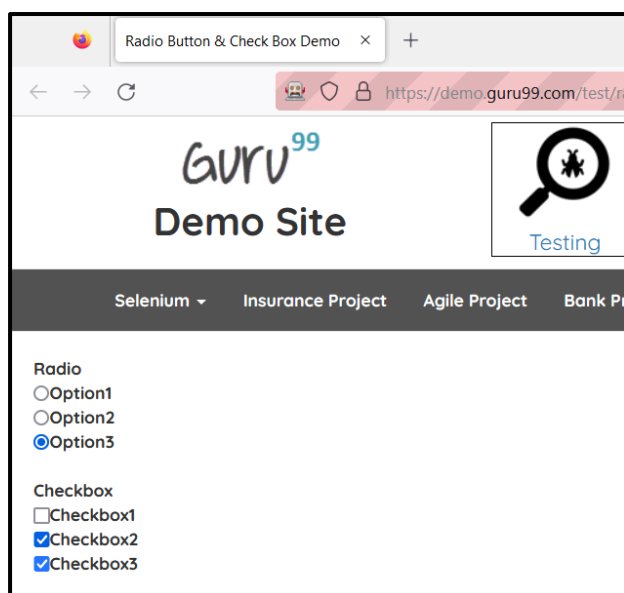 Radio Button & Check Box Demo
https://demo.guru99.com/test/ra
Guru99
Demo Site
Testing
Selenium Insurance Project Agile Project Bank Pr
Radio
Option1
Option2
Option3
Checkbox
Checkbox1
Checkbox2
Checkbox3